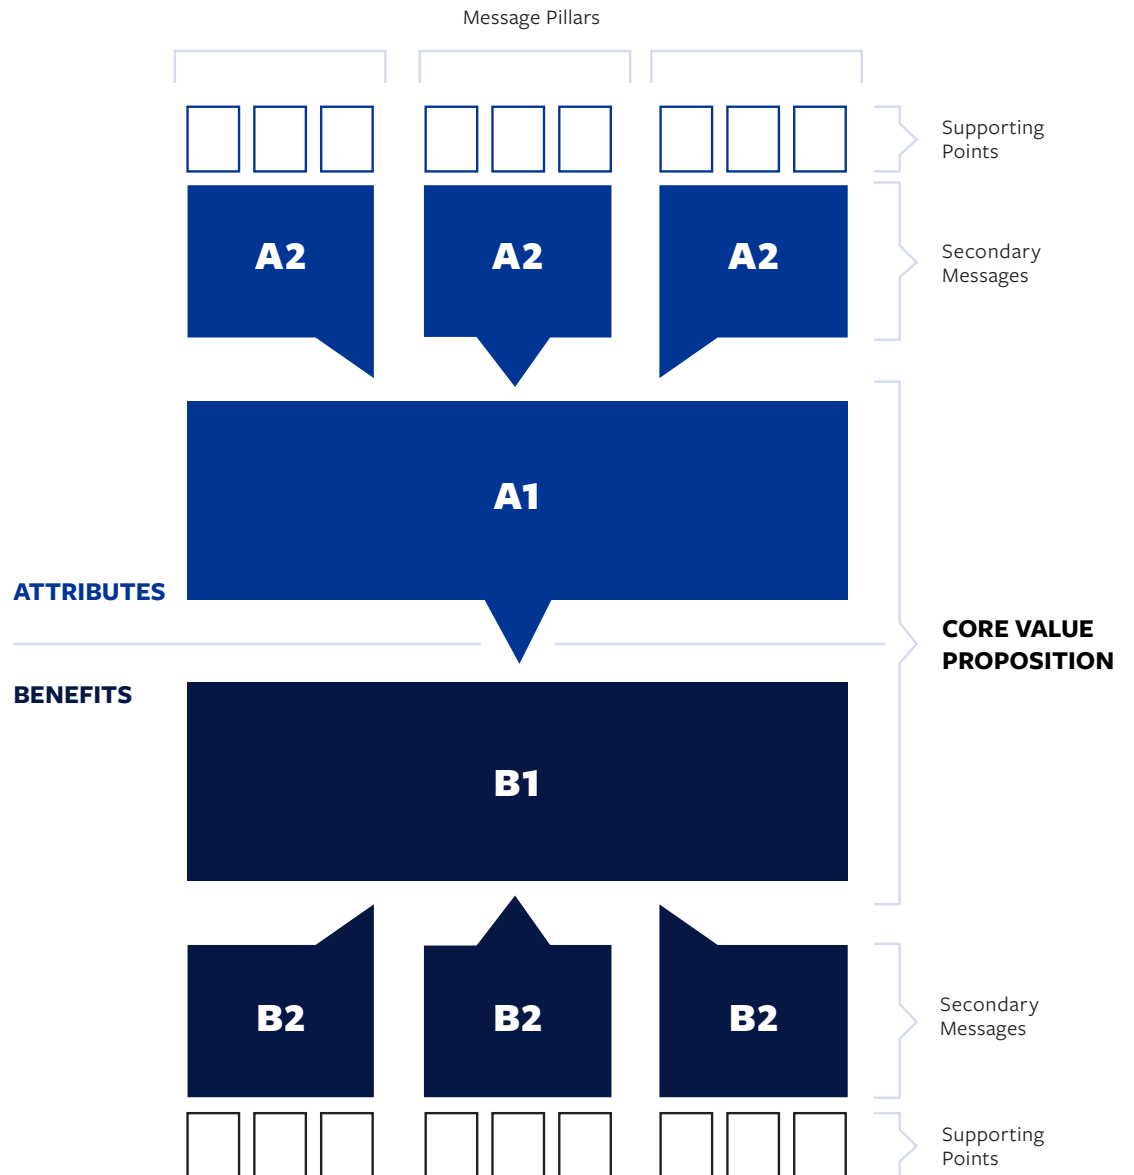 Message Pillars
Supporting
Points
A2
A2
A2
Secondary
Messages
A1
ATTRIBUTES
CORE VALUE
PROPOSITION
BENEFITS
B1
B2
B2
B2
Secondary
Messages
Supporting
Points